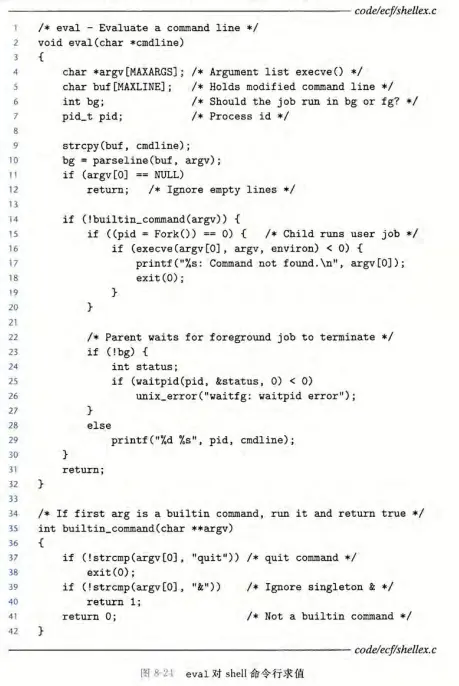 code/ecf/shellex.c
1 /* eval - Evaluate a command line */
2 void eval(char *cmdline)
3 {
4     char *argv[MAXARGS]; /* Argument list execve() */
5     char buf[MAXLINE];   /* Holds modified command line */
6     int bg;              /* Should the job run in bg or fg? */
7     pid_t pid;           /* Process id */
8
9     strcpy(buf, cmdline);
10     bg = parseline(buf, argv);
11     if (argv[0] == NULL)
12         return;   /* Ignore empty lines */
13
14     if (!builtin_command(argv)) {
15         if ((pid = Fork()) == 0) {   /* Child runs user job */
16             if (execve(argv[0], argv, environ) < 0) {
17                 printf("%s: Command not found.\n", argv[0]);
18                 exit(0);
19             }
20         }
21
22         /* Parent waits for foreground job to terminate */
23         if (!bg) {
24             int status;
25             if (waitpid(pid, &status, 0) < 0)
26                 unix_error("waitfg: waitpid error");
27         }
28         else
29             printf("%d %s", pid, cmdline);
30     }
31     return;
32 }
33
34 /* If first arg is a builtin command, run it and return true */
35 int builtin_command(char **argv)
36 {
37     if (!strcmp(argv[0], "quit")) /* quit command */
38         exit(0);
39     if (!strcmp(argv[0], "&"))    /* Ignore singleton & */
40         return 1;
41     return 0;                     /* Not a builtin command */
42 }
code/ecf/shellex.c
图 8-24 eval 对 shell 命令行求值